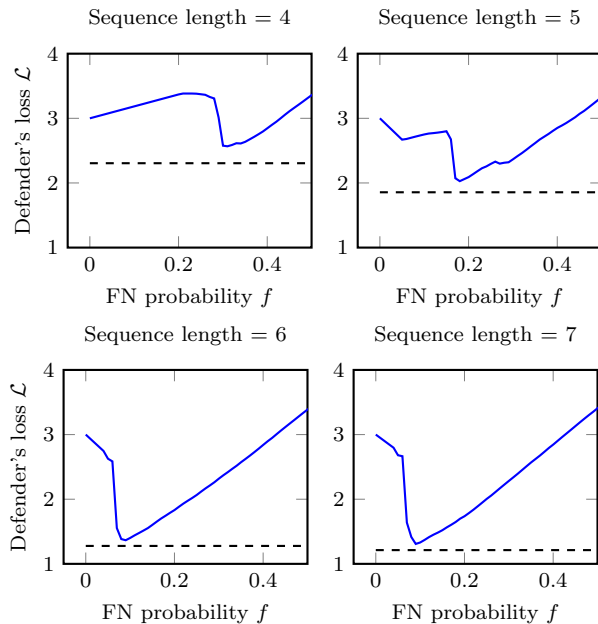 Sequence length = 4
Sequence length = 5
Defender's loss ℒ
4
3
2
1
0
0.2
0.4
FN probability f
4
3
2
1
0
0.2
0.4
FN probability f
Sequence length = 6
Sequence length = 7
Defender's loss ℒ
4
3
2
1
0
0.2
0.4
FN probability f
4
3
2
1
0
0.2
0.4
FN probability f